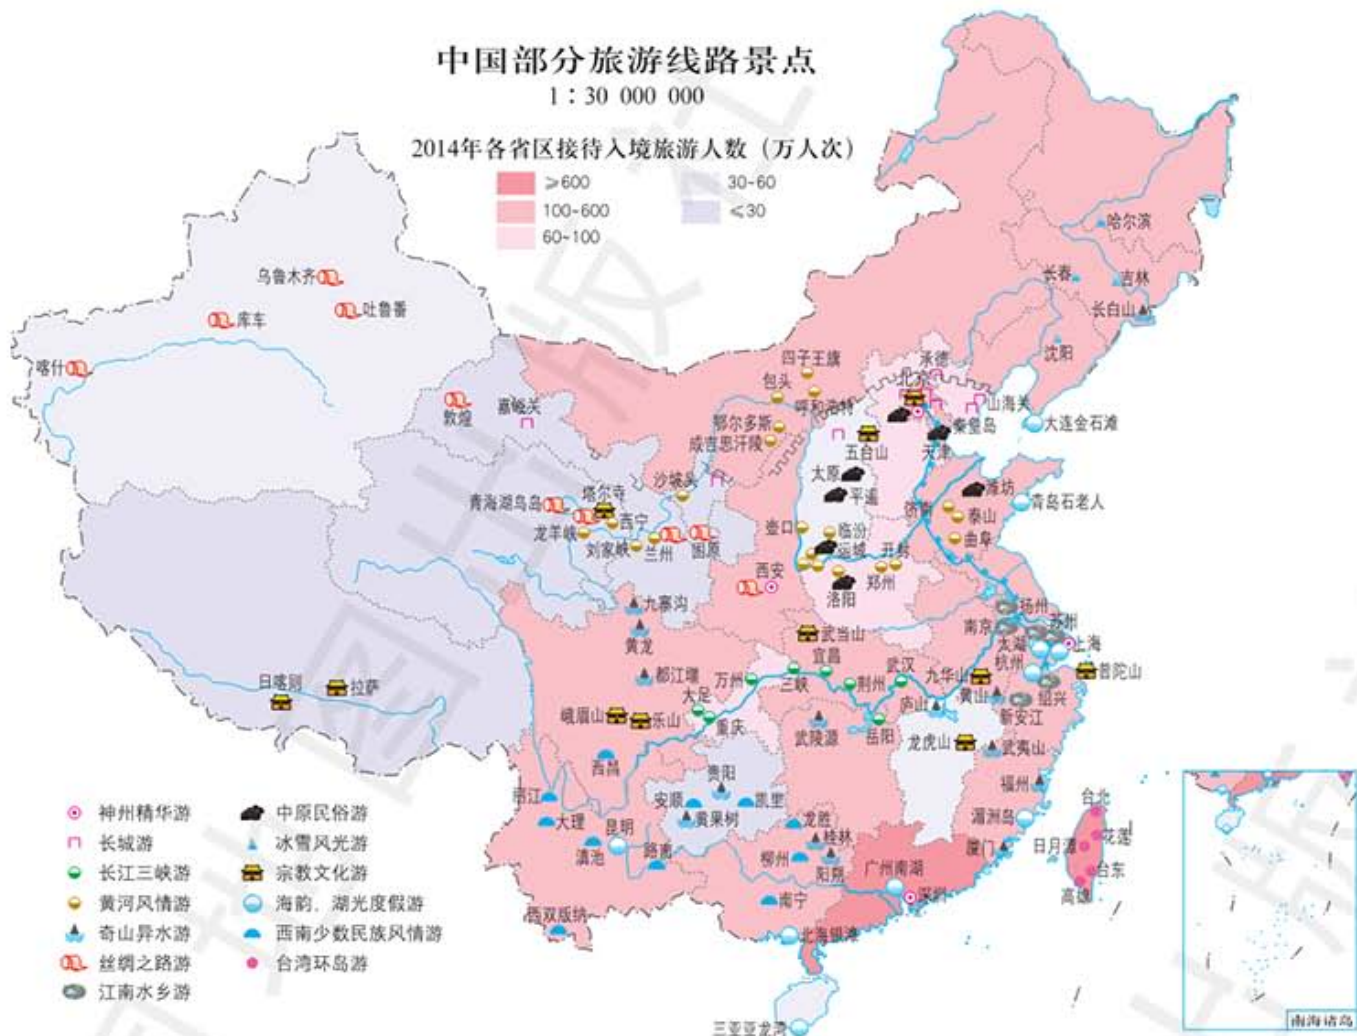 中国部分旅游线路景点
1：30 000 000
2014年各省区接待入境旅游人数（万人次）
≥600
30-60
100-600
≤30
60-100
哈尔滨
长春
吉林
长白山
沈阳
乌鲁木齐
吐鲁番
库车
喀什
四子王旗
承德
包头
北京
呼和浩特
山海关
敦煌
嘉峪关
鄂尔多斯
秦皇岛
大连金石滩
成吉思汗陵
五台山
天津
太原
沙坡头
平遥
潍坊
青海湖鸟岛
塔尔寺
济南
青岛石老人
西宁
泰山
龙羊峡
壶口
临汾
刘家峡
兰州
固原
运城
开封
曲阜
西安
郑州
洛阳
九寨沟
扬州
黄龙
武当山
南京
苏州
太湖
上海
都江堰
万州
宜昌
武汉
九华山
杭州
普陀山
日喀则
拉萨
三峡
荆州
大足
黄山
绍兴
峨眉山
乐山
重庆
庐山
新安江
武陵源
岳阳
龙虎山
武夷山
西昌
贵阳
福州
丽江
安顺
凯里
湄洲岛
台北
大理
昆明
黄果树
龙胜
桂林
厦门
日月潭
花莲
滇池
路南
柳州
阳朔
广州南湖
台东
深圳
高雄
南宁
西双版纳
北海银滩
三亚亚龙湾
南海诸岛
神州精华游
中原民俗游
长城游
冰雪风光游
长江三峡游
宗教文化游
黄河风情游
海韵、湖光度假游
奇山异水游
西南少数民族风情游
丝绸之路游
台湾环岛游
江南水乡游